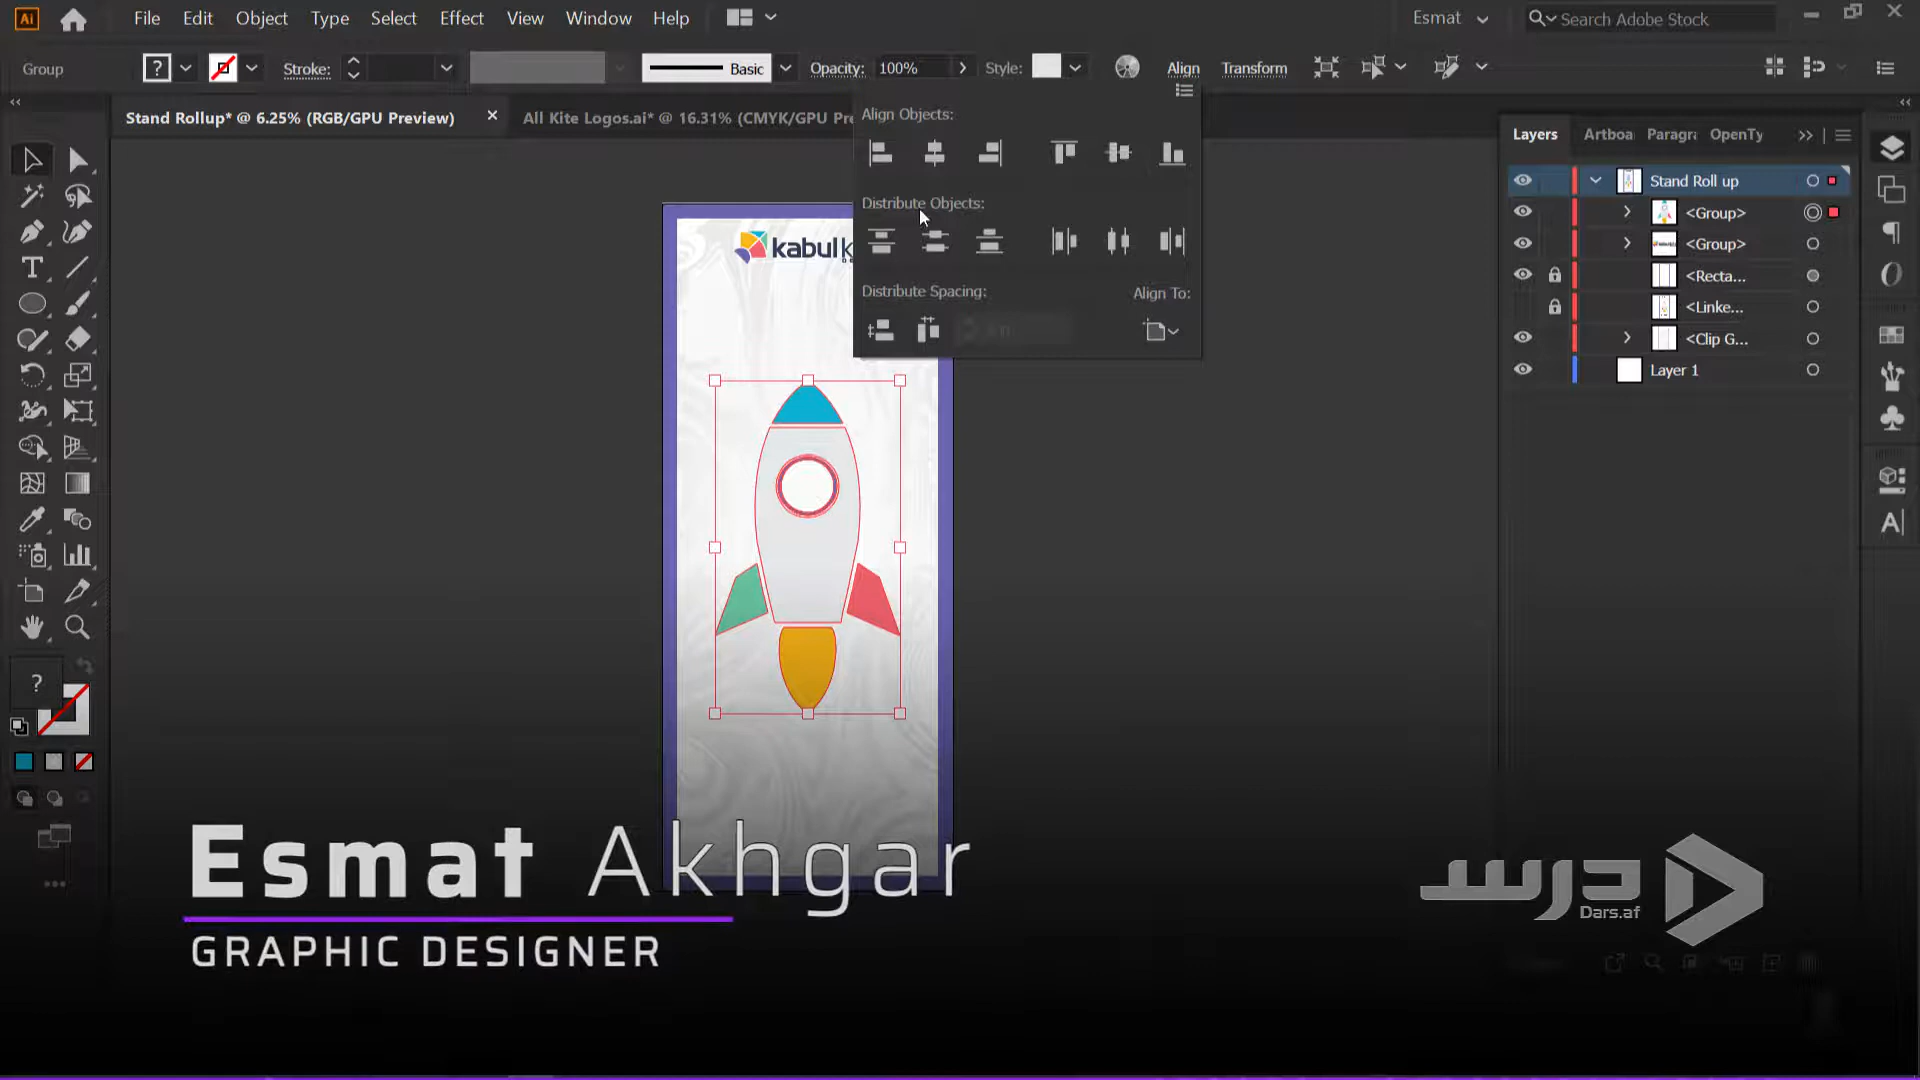 File Edit Object Type Select Effect View Window Help
Esmat
Search Adobe Stock
Group
?
Stroke:
Basic
Opacity: 100%
Style:
Align
Transform
Stand Rollup* @ 6.25% (RGB/GPU Preview)
All Kite Logos.ai* @ 16.31% (CMYK/GPU Pre
Align Objects:
Distribute Objects:
Distribute Spacing:
Align To:
Layers Artboa Paragra OpenTy
Stand Roll up
<Group>
<Group>
<Recta...
<Linke...
<Clip G...
Layer 1
kabul k
?
Esmat Akhgar
GRAPHIC DESIGNER
درس
Dars.af